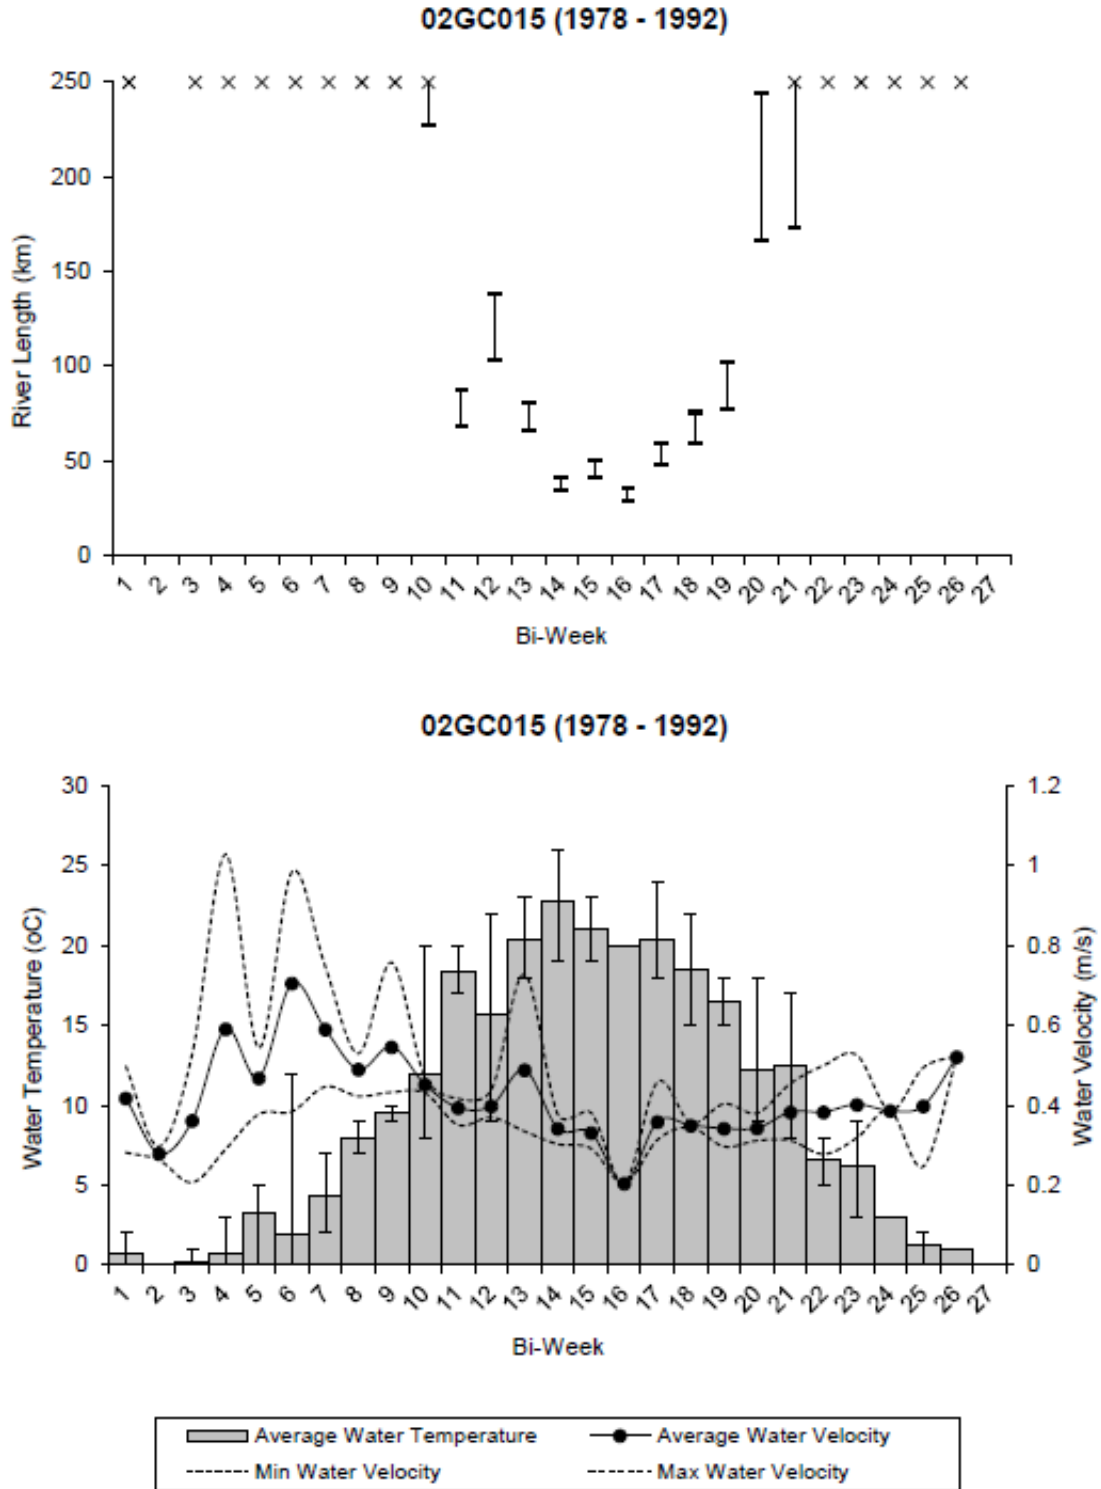 02GC015 (1978 - 1992)
250
200
150
100
50
0
River Length (km)
1 2 3 4 5 6 7 8 9 10 11 12 13 14 15 16 17 18 19 20 21 22 23 24 25 26 27
Bi-Week
02GC015 (1978 - 1992)
30
25
20
15
10
5
0
Water Temperature (oC)
1.2
1
0.8
0.6
0.4
0.2
0
Water Velocity (m/s)
1 2 3 4 5 6 7 8 9 10 11 12 13 14 15 16 17 18 19 20 21 22 23 24 25 26 27
Bi-Week
Average Water Temperature
Average Water Velocity
Min Water Velocity
Max Water Velocity